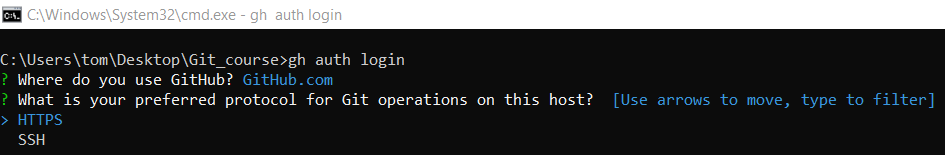 C:\Windows\System32\cmd.exe - gh  auth login
C:\Users\tom\Desktop\Git_course>gh auth login
? Where do you use GitHub? GitHub.com
? What is your preferred protocol for Git operations on this host?  [Use arrows to move, type to filter]
> HTTPS
  SSH